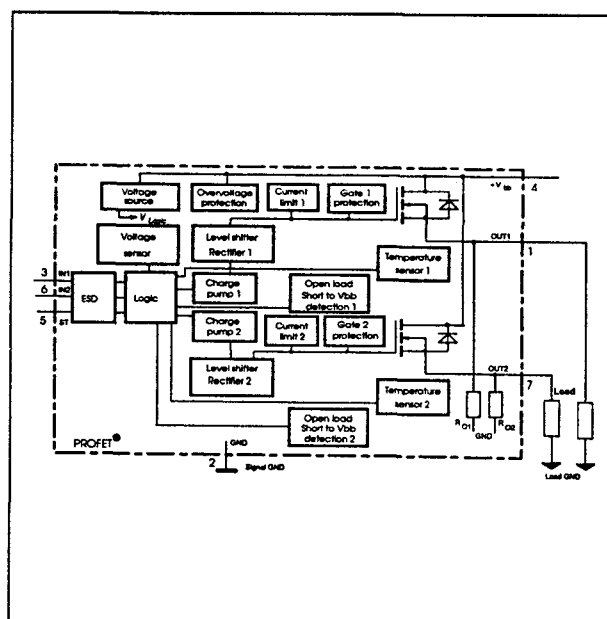 +V bb
4
Voltage
source
Overvoltage
protection
Current
limit 1
Gate 1
protection
V Logic
Voltage
sensor
Level shifter
Rectifier 1
OUT1
1
Temperature
sensor 1
3
IN1
6
IN2
5
ST
ESD
Logic
Charge
pump 1
Open load
Short to Vbb
detection 1
Charge
pump 2
Current
limit 2
Gate 2
protection
Level shifter
Rectifier 2
OUT2
7
Load
Temperature
sensor 2
R O1
R O2
GND
Open load
Short to Vbb
detection 2
PROFET®
GND
2
Signal GND
Load GND